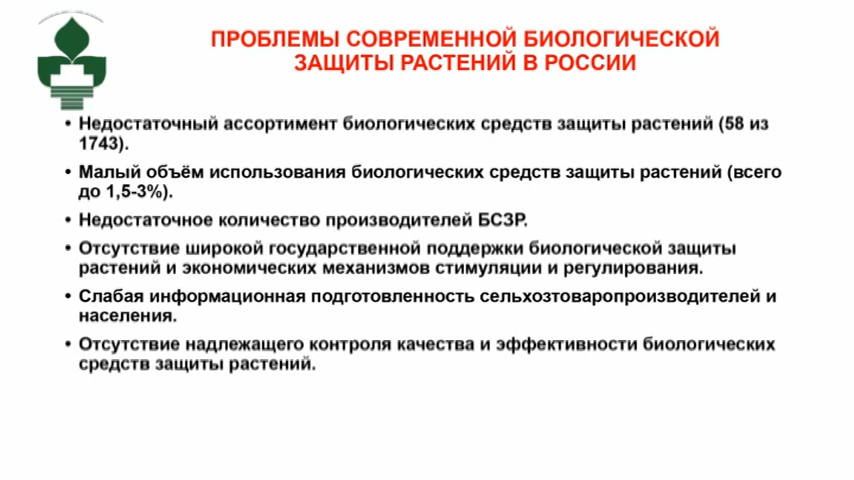 ПРОБЛЕМЫ СОВРЕМЕННОЙ БИОЛОГИЧЕСКОЙ
ЗАЩИТЫ РАСТЕНИЙ В РОССИИ
• Недостаточный ассортимент биологических средств защиты растений (58 из
1743).
• Малый объём использования биологических средств защиты растений (всего
до 1,5-3%).
• Недостаточное количество производителей БСЗР.
• Отсутствие широкой государственной поддержки биологической защиты
растений и экономических механизмов стимуляции и регулирования.
• Слабая информационная подготовленность сельхозтоваропроизводителей и
населения.
• Отсутствие надлежащего контроля качества и эффективности биологических
средств защиты растений.